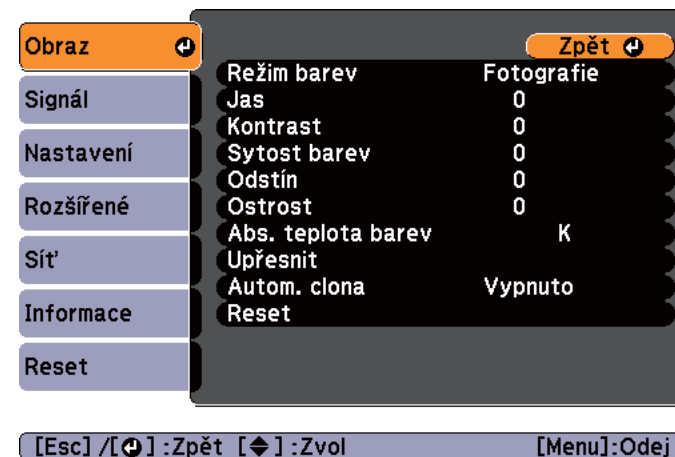 Obraz
Signál
Nastavení
Rozšířené
Síť
Informace
Reset
Zpět
Režim barev Fotografie
Jas 0
Kontrast 0
Sytost barev 0
Odstín 0
Ostrost 0
Abs. teplota barev K
Upřesnit
Autom. clona Vypnuto
Reset
[Esc] /[ ] :Zpět [ ] :Zvol [Menu]:Odej